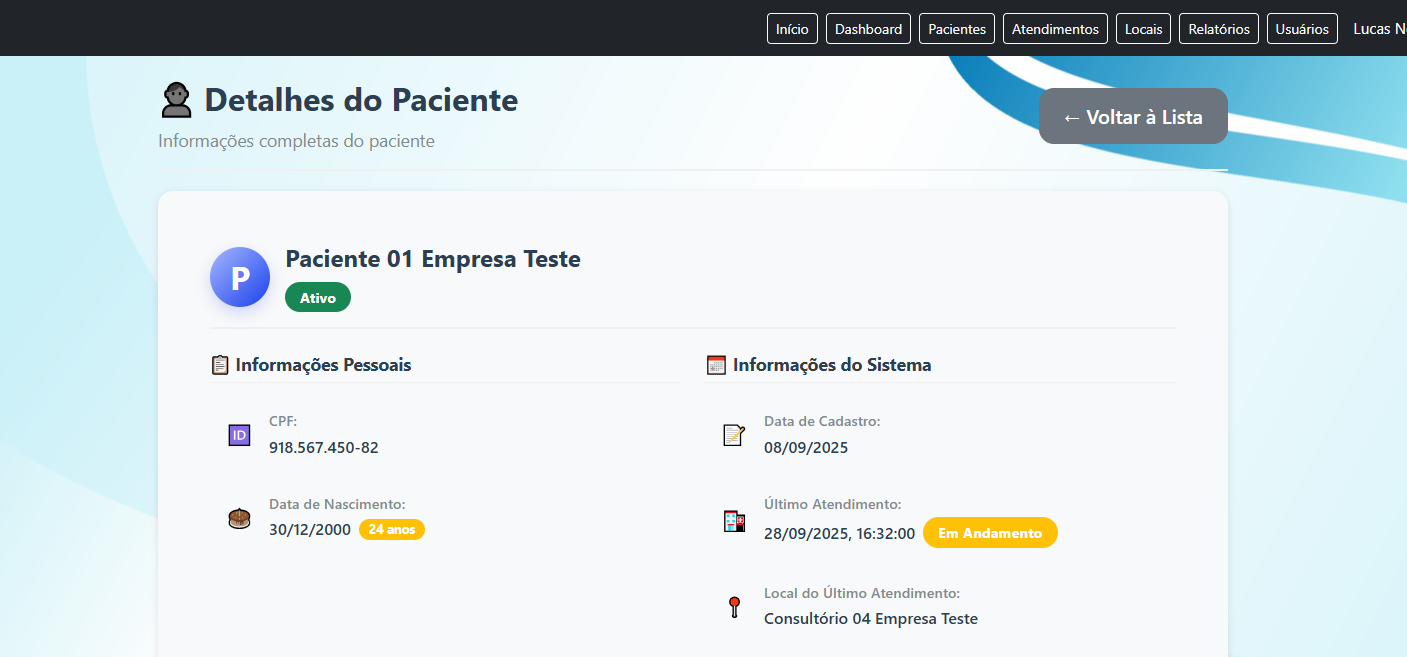 Início Dashboard Pacientes Atendimentos Locais Relatórios Usuários Lucas
Detalhes do Paciente
Informações completas do paciente
← Voltar à Lista
P
Paciente 01 Empresa Teste
Ativo
Informações Pessoais
ID
CPF:
918.567.450-82
Data de Nascimento:
30/12/2000 24 anos
Informações do Sistema
Data de Cadastro:
08/09/2025
Último Atendimento:
28/09/2025, 16:32:00 Em Andamento
Local do Último Atendimento:
Consultório 04 Empresa Teste